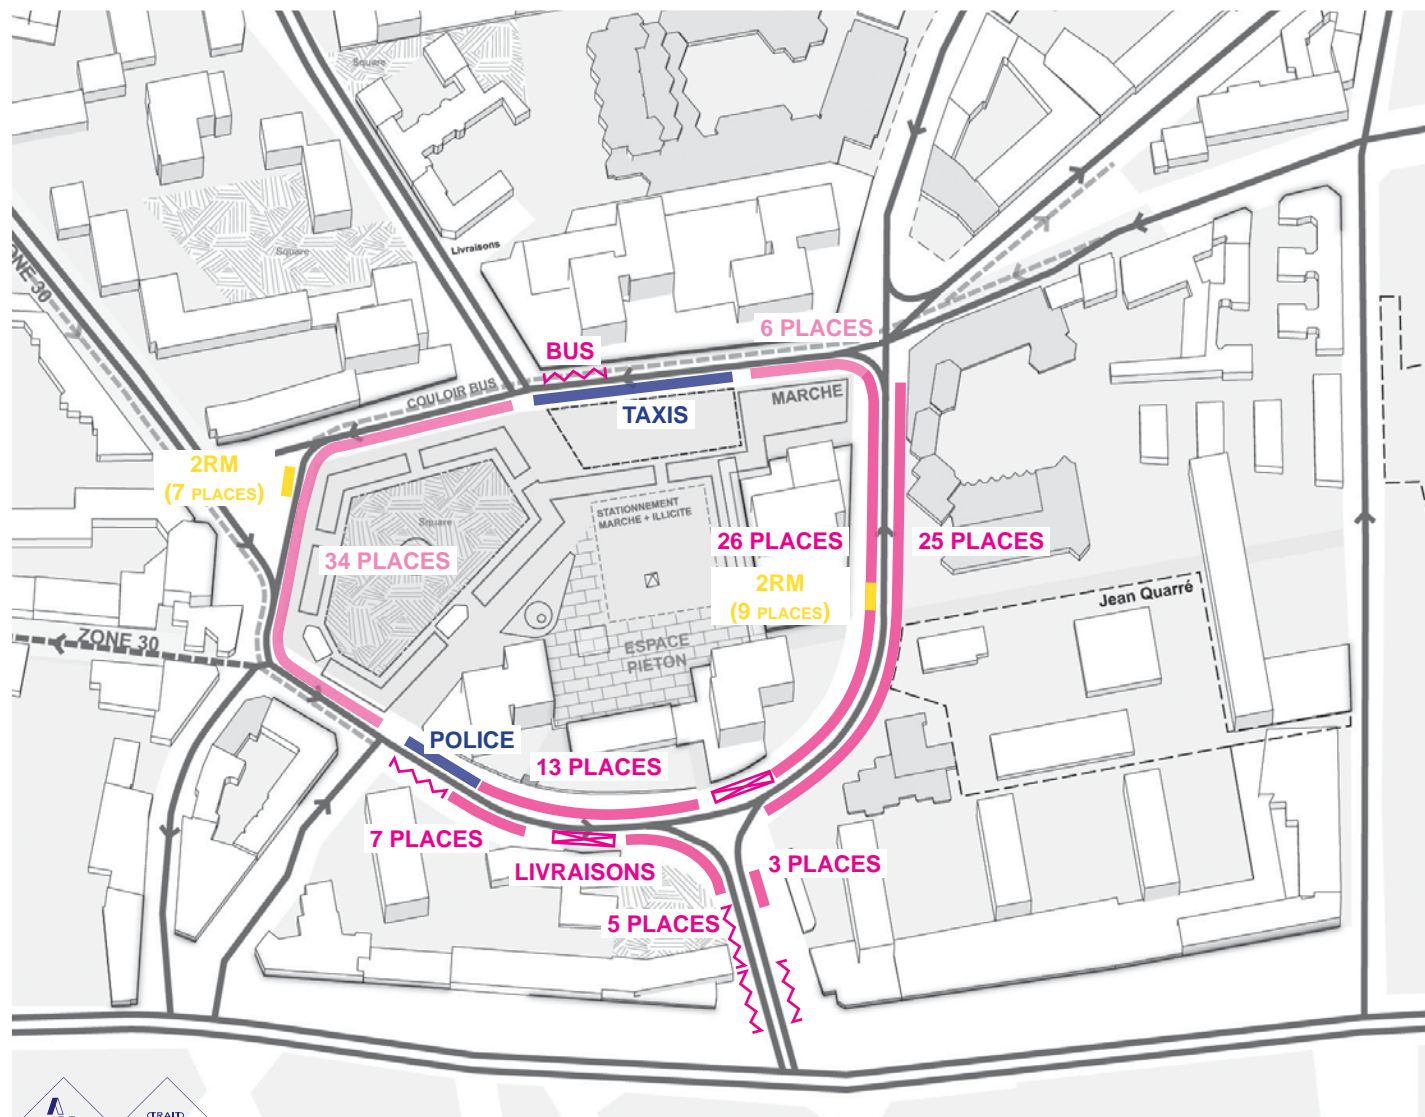 Square
Livraisons
Square
ZONE 30
6 PLACES
BUS
COULOIR BUS
MARCHE
TAXIS
2RM
(7 PLACES)
STATIONNEMENT
MARCHE + ILLICITE
Square
34 PLACES
26 PLACES
25 PLACES
2RM
(9 PLACES)
Jean Quarré
ZONE 30
ESPACE
PIETON
POLICE
13 PLACES
7 PLACES
LIVRAISONS
3 PLACES
5 PLACES
TRAIT